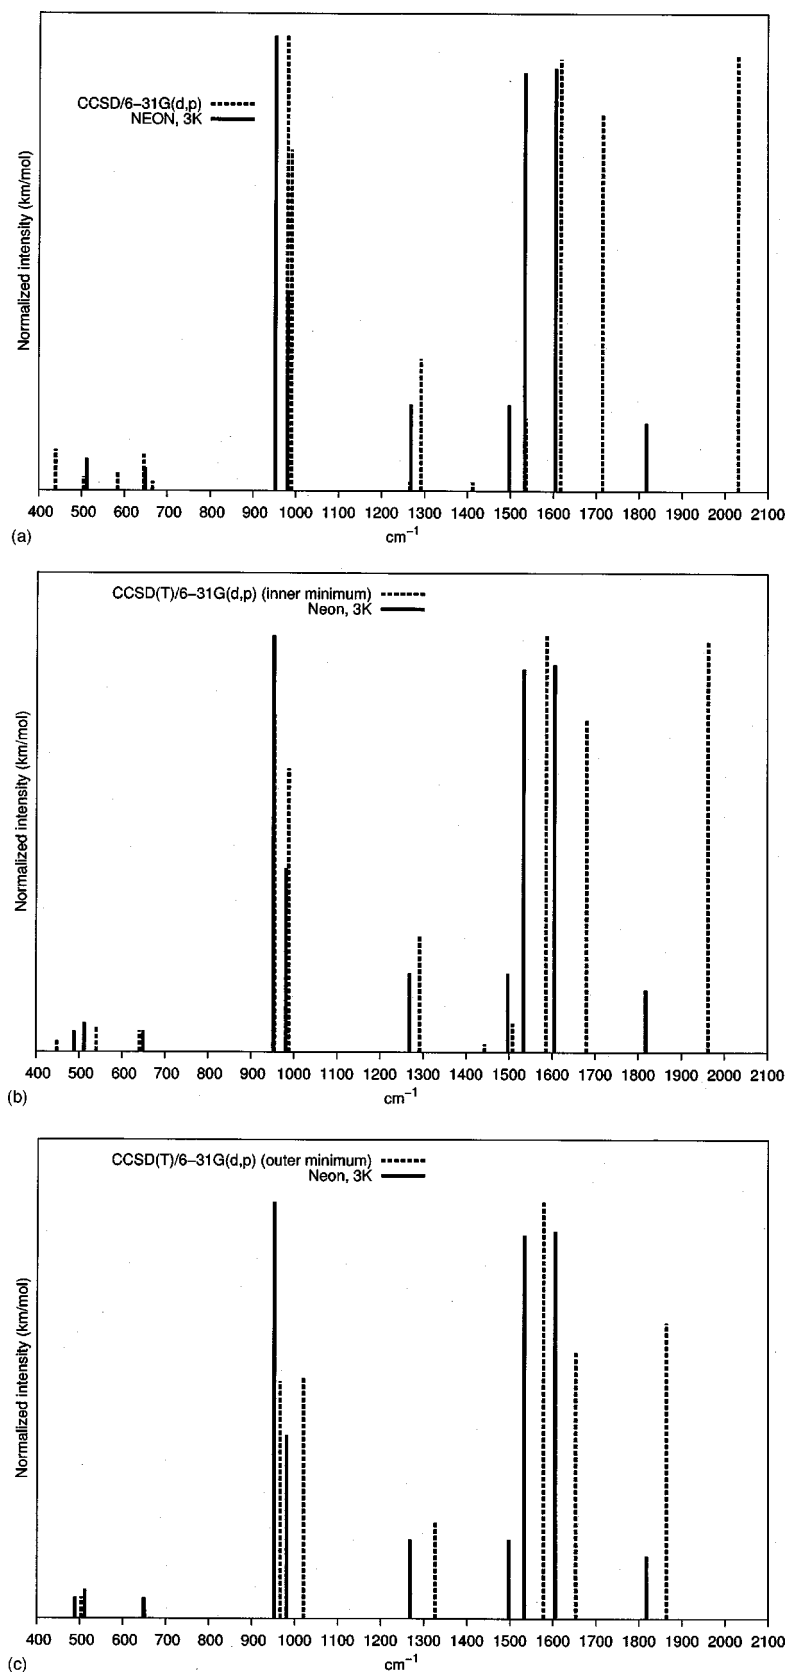 CCSD/6–31G(d,p)
NEON, 3K
Normalized intensity (km/mol)
400 500 600 700 800 900 1000 1100 1200 1300 1400 1500 1600 1700 1800 1900 2000 2100
cm−1
(a)
CCSD(T)/6–31G(d,p) (inner minimum)
Neon, 3K
Normalized intensity (km/mol)
400 500 600 700 800 900 1000 1100 1200 1300 1400 1500 1600 1700 1800 1900 2000 2100
cm−1
(b)
CCSD(T)/6–31G(d,p) (outer minimum)
Neon, 3K
Normalized intensity (km/mol)
400 500 600 700 800 900 1000 1100 1200 1300 1400 1500 1600 1700 1800 1900 2000 2100
cm−1
(c)